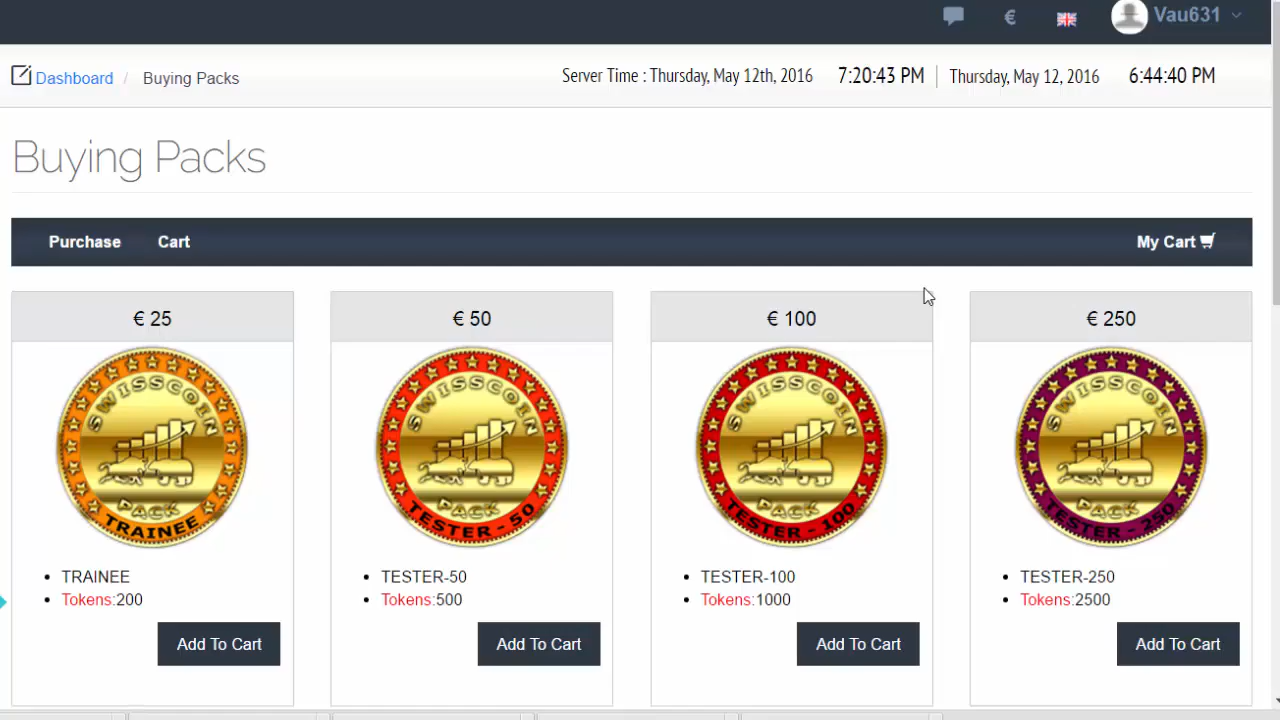 Vau631
Dashboard / Buying Packs
Server Time : Thursday, May 12th, 2016 7:20:43 PM | Thursday, May 12, 2016 6:44:40 PM
Buying Packs
Purchase Cart My Cart
€ 25 € 50 € 100 € 250
SWISSCOIN PACK TRAINEE
SWISSCOIN PACK TESTER - 50
SWISSCOIN PACK TESTER - 100
SWISSCOIN PACK TESTER - 250
TRAINEE
Tokens:200
Add To Cart
TESTER-50
Tokens:500
Add To Cart
TESTER-100
Tokens:1000
Add To Cart
TESTER-250
Tokens:2500
Add To Cart